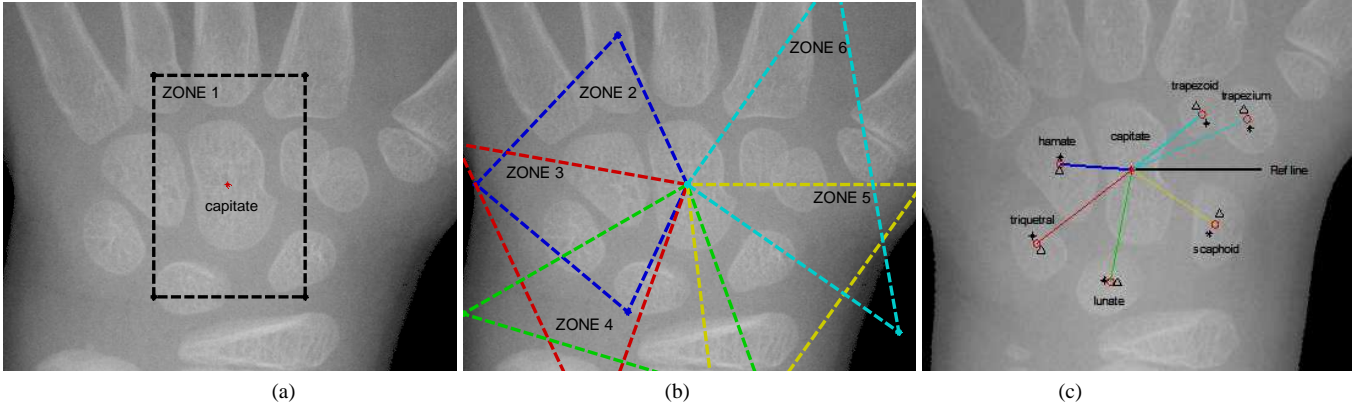 ZONE 1
capitate
ZONE 6
ZONE 2
ZONE 3
ZONE 5
ZONE 4
trapezoid
trapezium
capitate
hamate
Ref line
triquetral
scaphoid
lunate
(a)
(b)
(c)